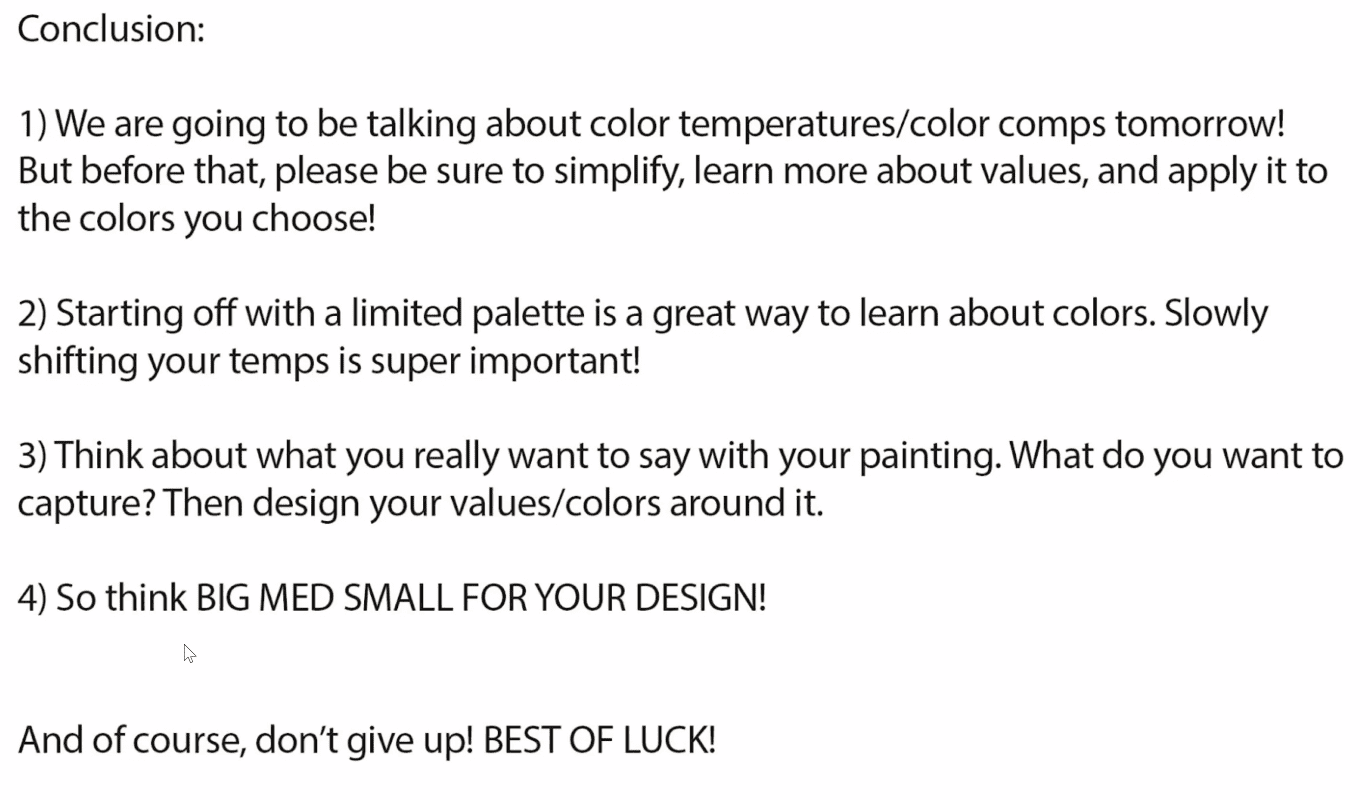 Conclusion:
1) We are going to be talking about color temperatures/color comps tomorrow!
But before that, please be sure to simplify, learn more about values, and apply it to
the colors you choose!
2) Starting off with a limited palette is a great way to learn about colors. Slowly
shifting your temps is super important!
3) Think about what you really want to say with your painting. What do you want to
capture? Then design your values/colors around it.
4) So think BIG MED SMALL FOR YOUR DESIGN!
And of course, don’t give up! BEST OF LUCK!